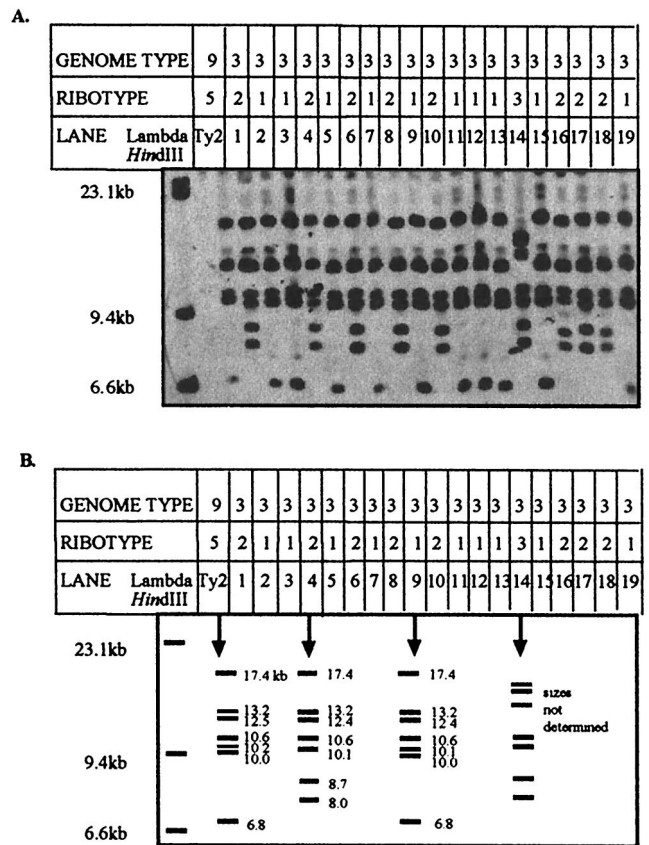 A.
GENOME TYPE 9 3 3 3 3 3 3 3 3 3 3 3 3 3 3 3 3 3 3 3
RIBOTYPE 5 2 1 1 2 1 2 1 2 1 2 1 1 1 3 1 2 2 2 1
LANE Lambda HindIII Ty2 1 2 3 4 5 6 7 8 9 10 11 12 13 14 15 16 17 18 19
23.1kb
9.4kb
6.6kb
B.
GENOME TYPE 9 3 3 3 3 3 3 3 3 3 3 3 3 3 3 3 3 3 3 3
RIBOTYPE 5 2 1 1 2 1 2 1 2 1 2 1 1 1 3 1 2 2 2 1
LANE Lambda HindIII Ty2 1 2 3 4 5 6 7 8 9 10 11 12 13 14 15 16 17 18 19
23.1kb
17.4 kb 17.4 17.4
13.2 13.2 13.2 sizes
12.5 12.4 12.4 not
10.6 10.6 10.6 determined
10.2 10.1 10.1
10.0 10.0
9.4kb
8.7
8.0
6.8 6.8
6.6kb